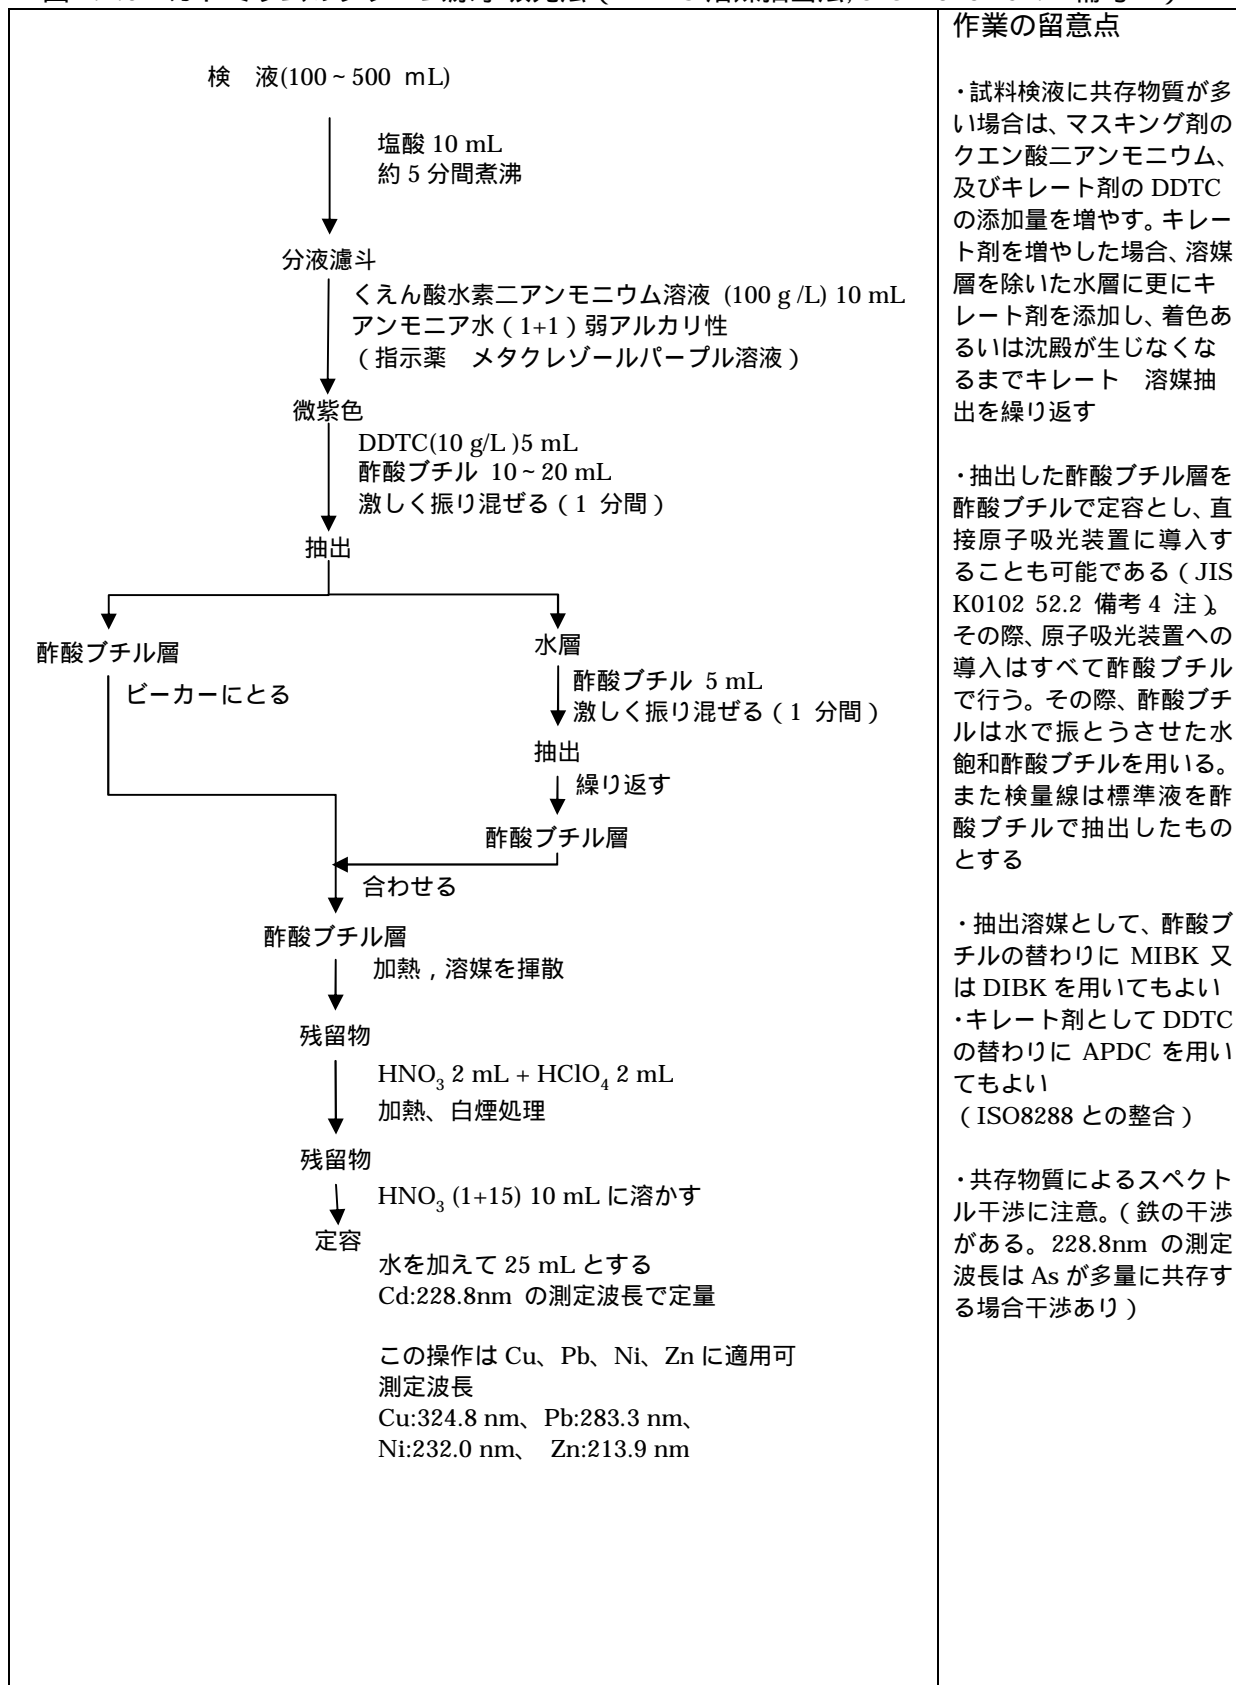 検　液(100~500 mL)
塩酸 10 mL
約 5 分間煮沸
分液濾斗
くえん酸水素二アンモニウム溶液 (100 g /L) 10 mL
アンモニア水（1+1）弱アルカリ性
（指示薬　メタクレゾールパープル溶液）
微紫色
DDTC(10 g/L )5 mL
酢酸ブチル 10~20 mL
激しく振り混ぜる（1 分間）
抽出
酢酸ブチル層
ビーカーにとる
水層
酢酸ブチル 5 mL
激しく振り混ぜる（1 分間）
抽出
繰り返す
酢酸ブチル層
合わせる
酢酸ブチル層
加熱，溶媒を揮散
残留物
HNO₃ 2 mL + HClO₄ 2 mL
加熱、白煙処理
残留物
HNO₃ (1+15) 10 mL に溶かす
定容
水を加えて 25 mL とする
Cd:228.8nm の測定波長で定量
この操作は Cu、Pb、Ni、Zn に適用可
測定波長
Cu:324.8 nm、Pb:283.3 nm、
Ni:232.0 nm、 Zn:213.9 nm
作業の留意点
・試料検液に共存物質が多
い場合は、マスキング剤の
クエン酸二アンモニウム、
及びキレート剤の DDTC
の添加量を増やす。キレー
ト剤を増やした場合、溶媒
層を除いた水層に更にキ
レート剤を添加し、着色あ
るいは沈殿が生じなくな
るまでキレート　溶媒抽
出を繰り返す
・抽出した酢酸ブチル層を
酢酸ブチルで定容とし、直
接原子吸光装置に導入す
ることも可能である（JIS
K0102 52.2 備考 4 注）。
その際、原子吸光装置への
導入はすべて酢酸ブチル
で行う。その際、酢酸ブチ
ルは水で振とうさせた水
飽和酢酸ブチルを用いる。
また検量線は標準液を酢
酸ブチルで抽出したもの
とする
・抽出溶媒として、酢酸ブ
チルの替わりに MIBK 又
は DIBK を用いてもよい
・キレート剤として DDTC
の替わりに APDC を用い
てもよい
（ISO8288 との整合）
・共存物質によるスペクト
ル干渉に注意。（鉄の干渉
がある。228.8nm の測定
波長は As が多量に共存す
る場合干渉あり）